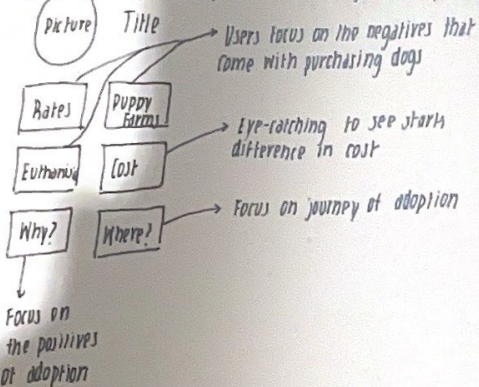 Picture
Title
Users focus on the negatives that
come with purchasing dogs
Rates
Puppy
Farms
Euthanisia
Cost
Eye-catching to see stark
difference in cost
Why?
Where?
Focus on journey of adoption
Focus on
the positives
of adoption